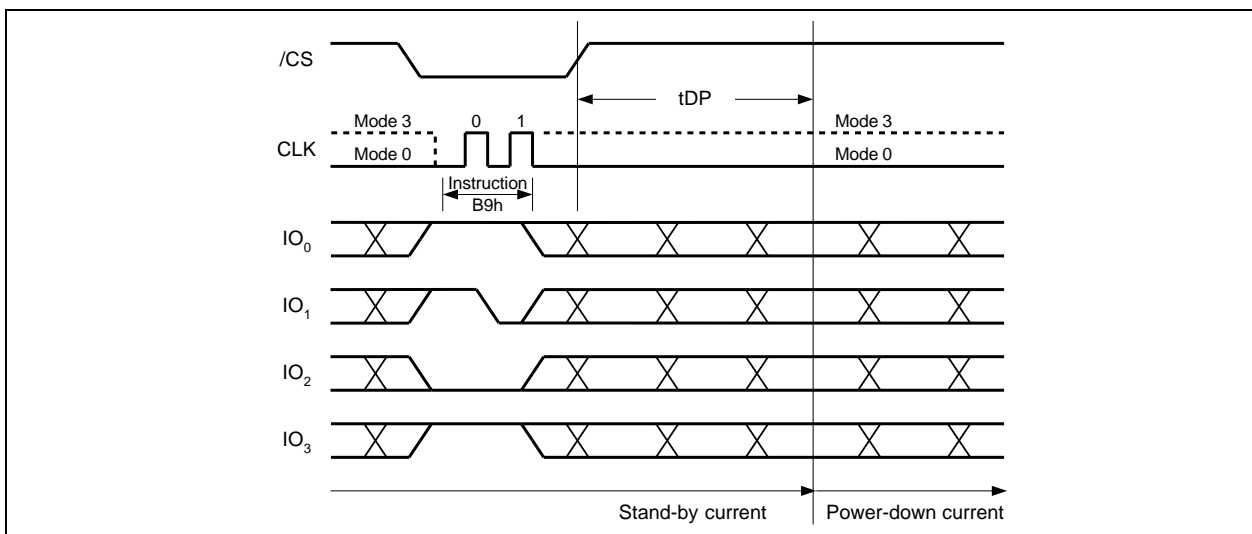 /CS
tDP
Mode 3 0 1 Mode 3
CLK
Mode 0 Mode 0
Instruction
B9h
IO0
IO1
IO2
IO3
Stand-by current Power-down current